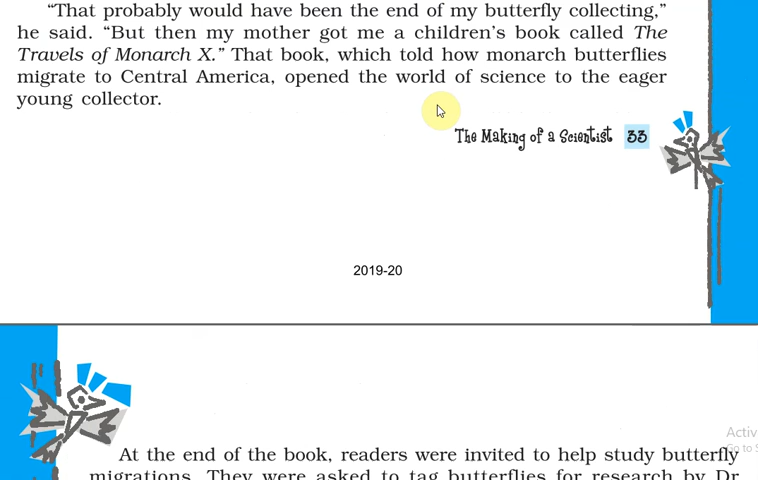 “That probably would have been the end of my butterfly collecting,”
he said. “But then my mother got me a children’s book called The
Travels of Monarch X.” That book, which told how monarch butterflies
migrate to Central America, opened the world of science to the eager
young collector.
The Making of a Scientist 33
2019-20
Activ
Go to S
At the end of the book, readers were invited to help study butterfly
migrations. They were asked to tag butterflies for research by Dr